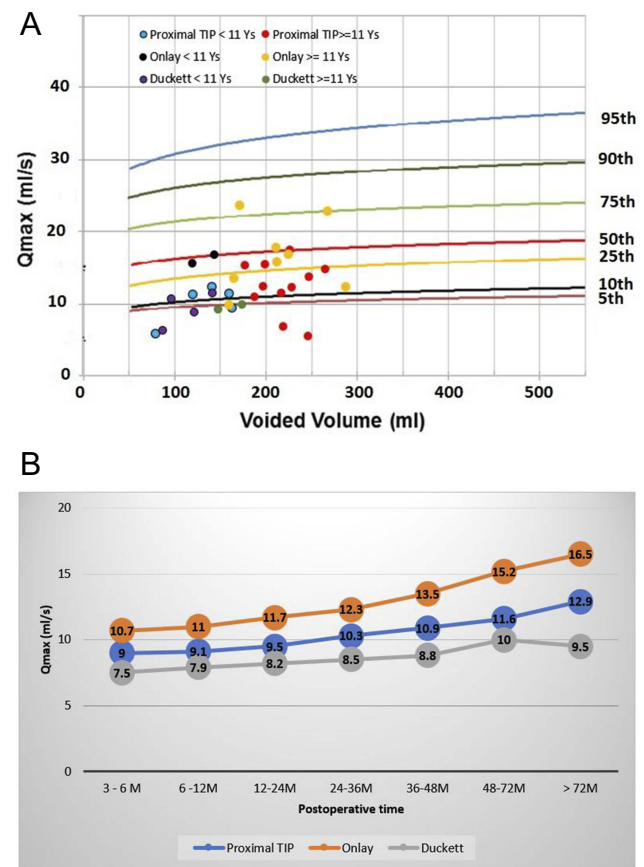 A
Proximal TIP < 11 Ys Proximal TIP>=11 Ys
Onlay < 11 Ys Onlay >= 11 Ys
Duckett < 11 Ys Duckett >=11 Ys
Qmax (ml/s)
40
30
20
10
0
95th
90th
75th
50th
25th
10th
5th
0 100 200 300 400 500
Voided Volume (ml)
B
Qmax (ml/s)
20
15
10
5
0
10.7 11 11.7 12.3 13.5 15.2 16.5
9 9.1 9.5 10.3 10.9 11.6 12.9
7.5 7.9 8.2 8.5 8.8 10 9.5
3 - 6 M 6 -12M 12-24M 24-36M 36-48M 48-72M > 72M
Postoperative time
Proximal TIP Onlay Duckett